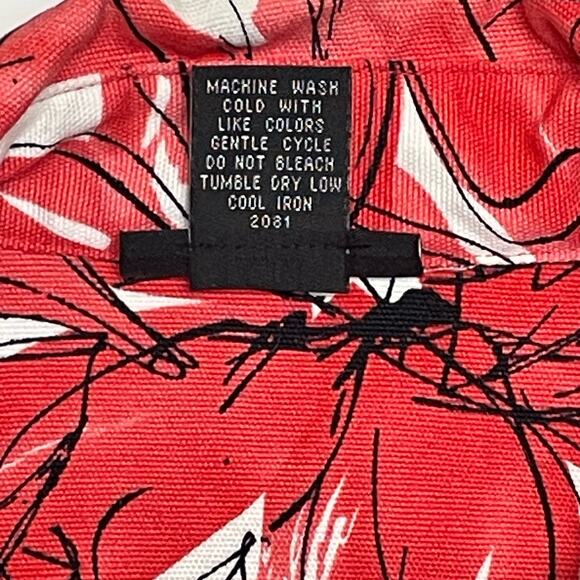 MACHINE WASH
COLD WITH
LIKE COLORS
GENTLE CYCLE
DO NOT BLEACH
TUMBLE DRY LOW
COOL IRON
2081